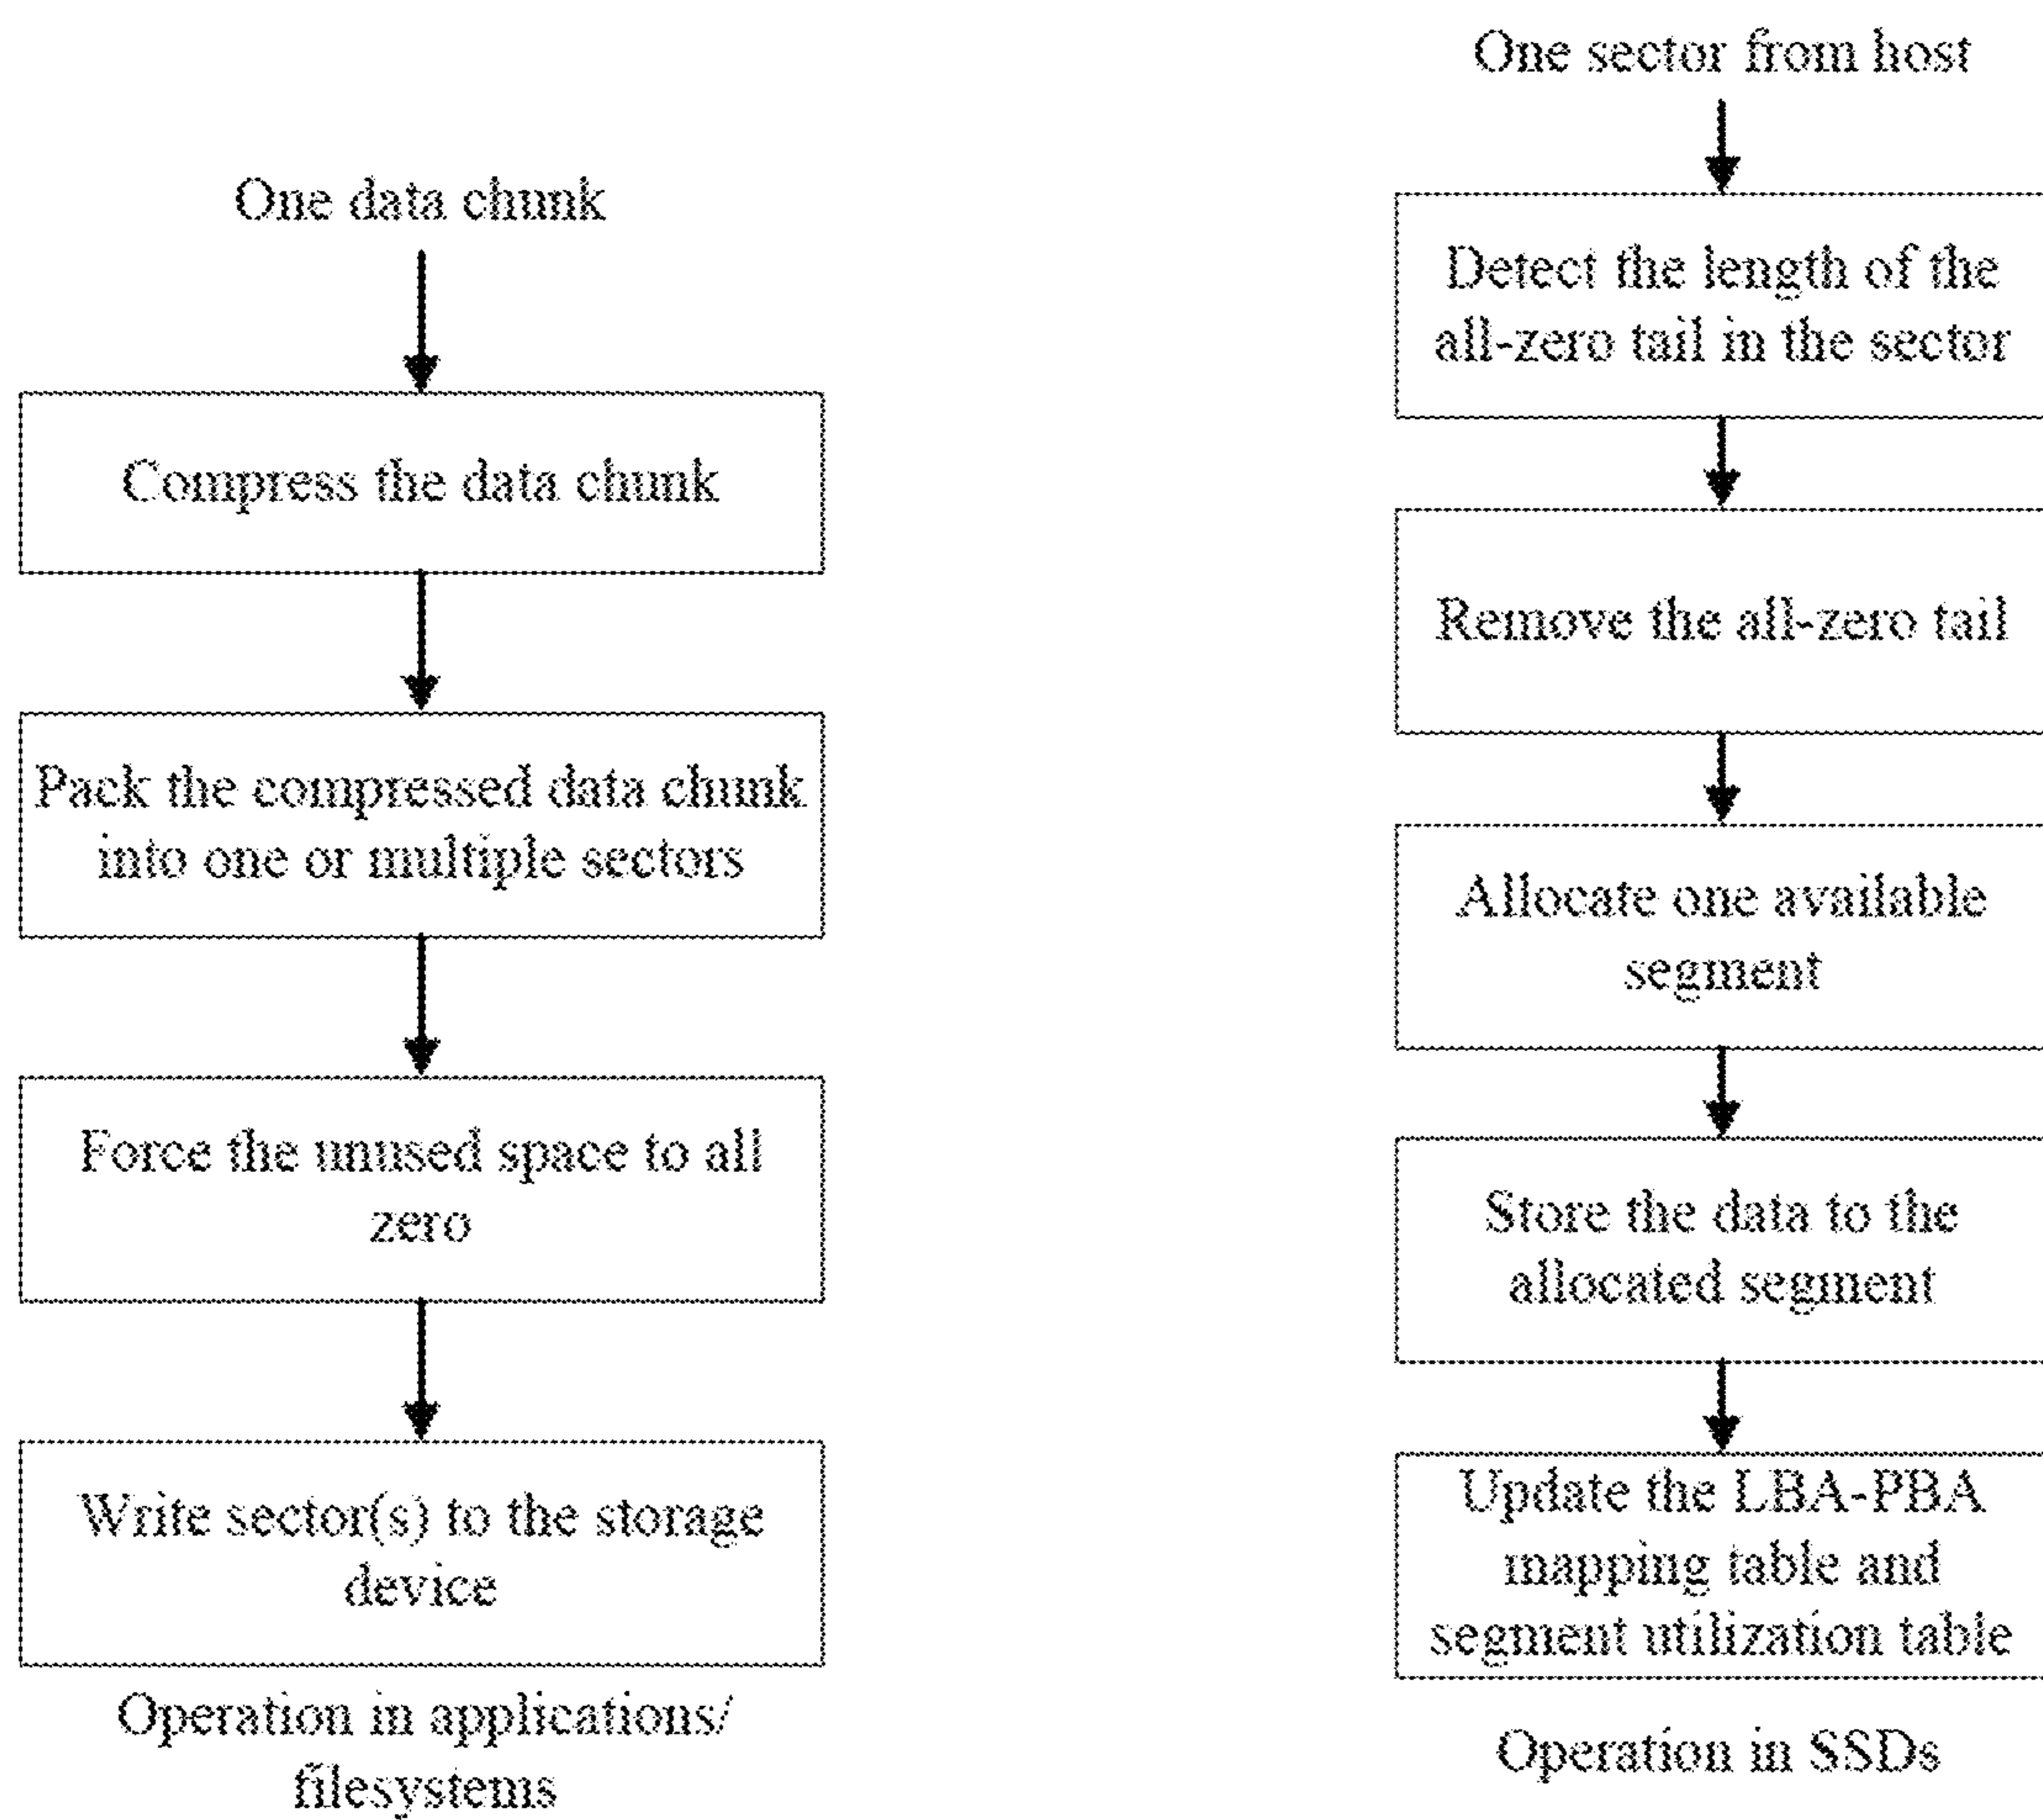 One data chunk
Compress the data chunk
Pack the compressed data chunk
into one or multiple sectors
Force the unused space to all
zero
Write sector(s) to the storage
device
Operation in applications/
filesystems
One sector from host
Detect the length of the
all-zero tail in the sector
Remove the all-zero tail
Allocate one available
segment
Store the data to the
allocated segment
Update the LBA-PBA
mapping table and
segment utilization table
Operation in SSDs